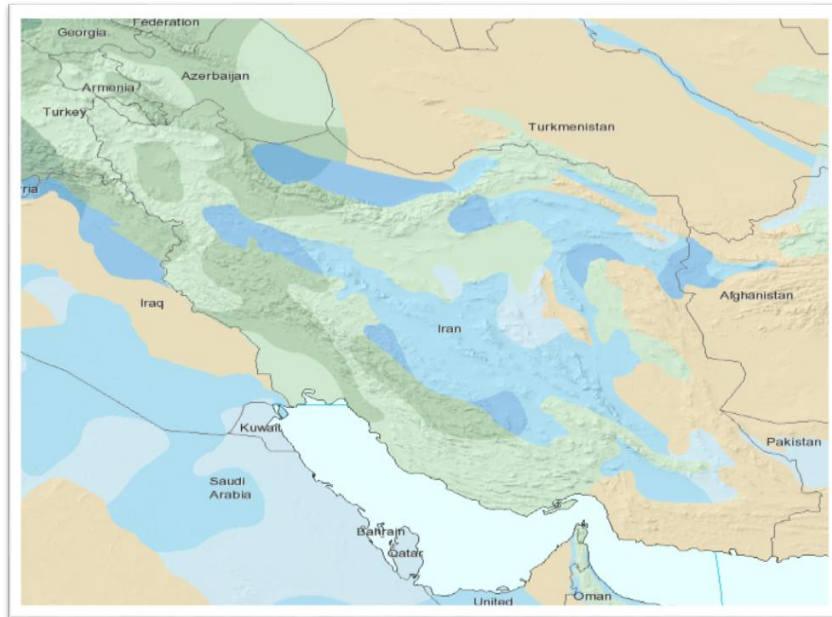 Federation
Georgia
Azerbaijan
Armenia
Turkey
Turkmenistan
ria
Iraq
Iran
Afghanistan
Kuwait
Pakistan
Saudi
Arabia
Bahrain
Qatar
United
Oman